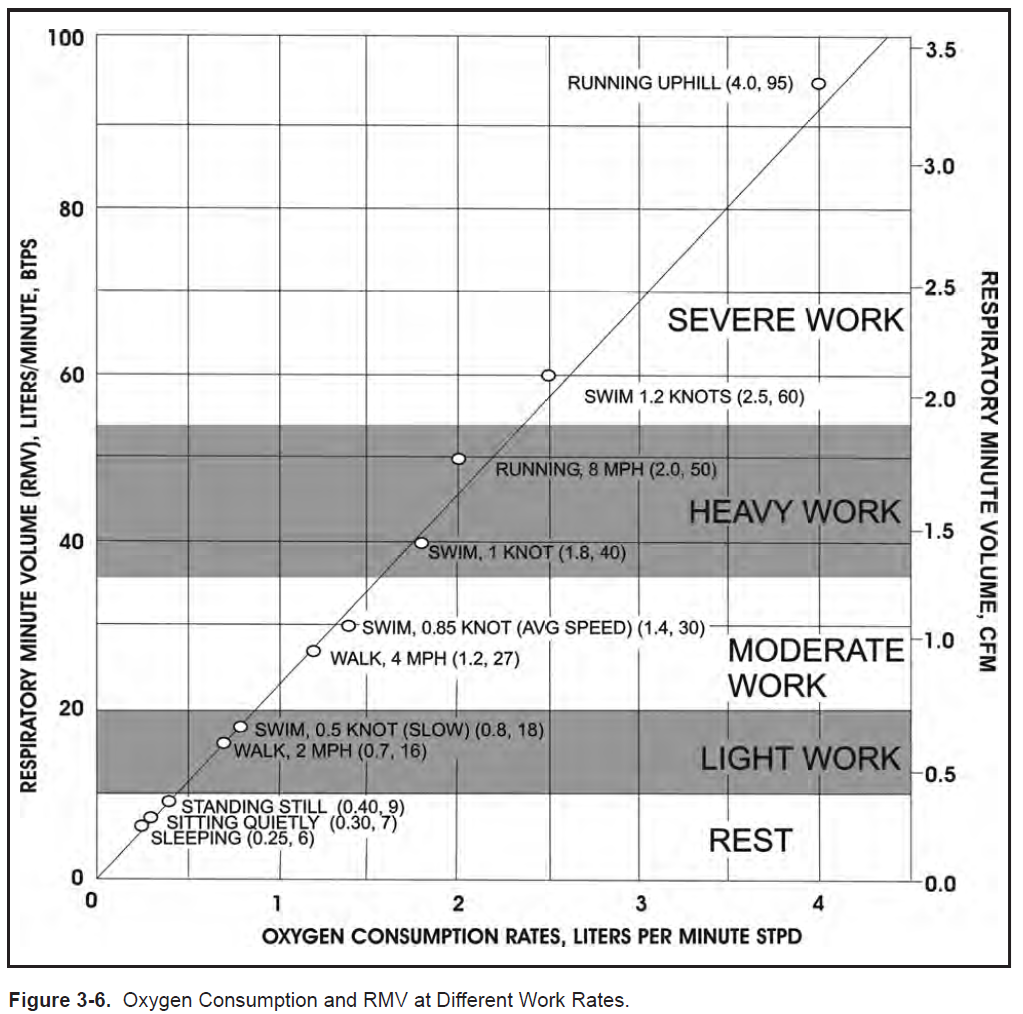 100
80
60
40
20
0
RESPIRATORY MINUTE VOLUME (RMV), LITERS/MINUTE, BTPS
RUNNING UPHILL (4.0, 95)
SEVERE WORK
SWIM 1.2 KNOTS (2.5, 60)
RUNNING, 8 MPH (2.0, 50)
HEAVY WORK
SWIM, 1 KNOT (1.8, 40)
SWIM, 0.85 KNOT (AVG SPEED) (1.4, 30)
WALK, 4 MPH (1.2, 27)
MODERATE
WORK
SWIM, 0.5 KNOT (SLOW) (0.8, 18)
WALK, 2 MPH (0.7, 16)
LIGHT WORK
STANDING STILL (0.40, 9)
SITTING QUIETLY (0.30, 7)
SLEEPING (0.25, 6)
REST
3.5
3.0
2.5
2.0
1.5
1.0
0.5
0.0
RESPIRATORY MINUTE VOLUME, CFM
0 1 2 3 4
OXYGEN CONSUMPTION RATES, LITERS PER MINUTE STPD
Figure 3-6. Oxygen Consumption and RMV at Different Work Rates.